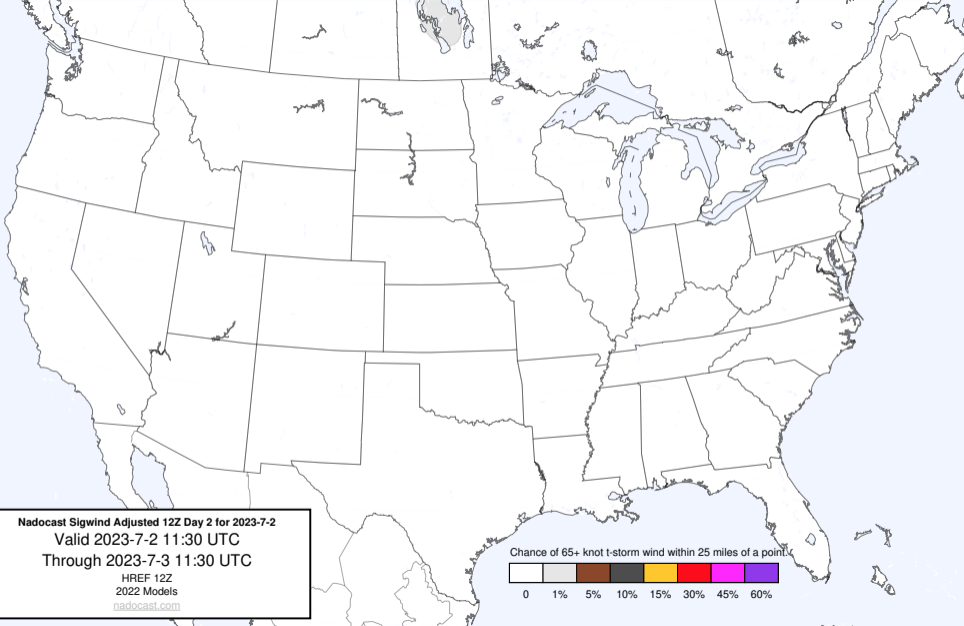 Nadocast Sigwind Adjusted 12Z Day 2 for 2023-7-2
Valid 2023-7-2 11:30 UTC
Through 2023-7-3 11:30 UTC
HREF 12Z
2022 Models
nadocast.com
Chance of 65+ knot t-storm wind within 25 miles of a point.
0 1% 5% 10% 15% 30% 45% 60%